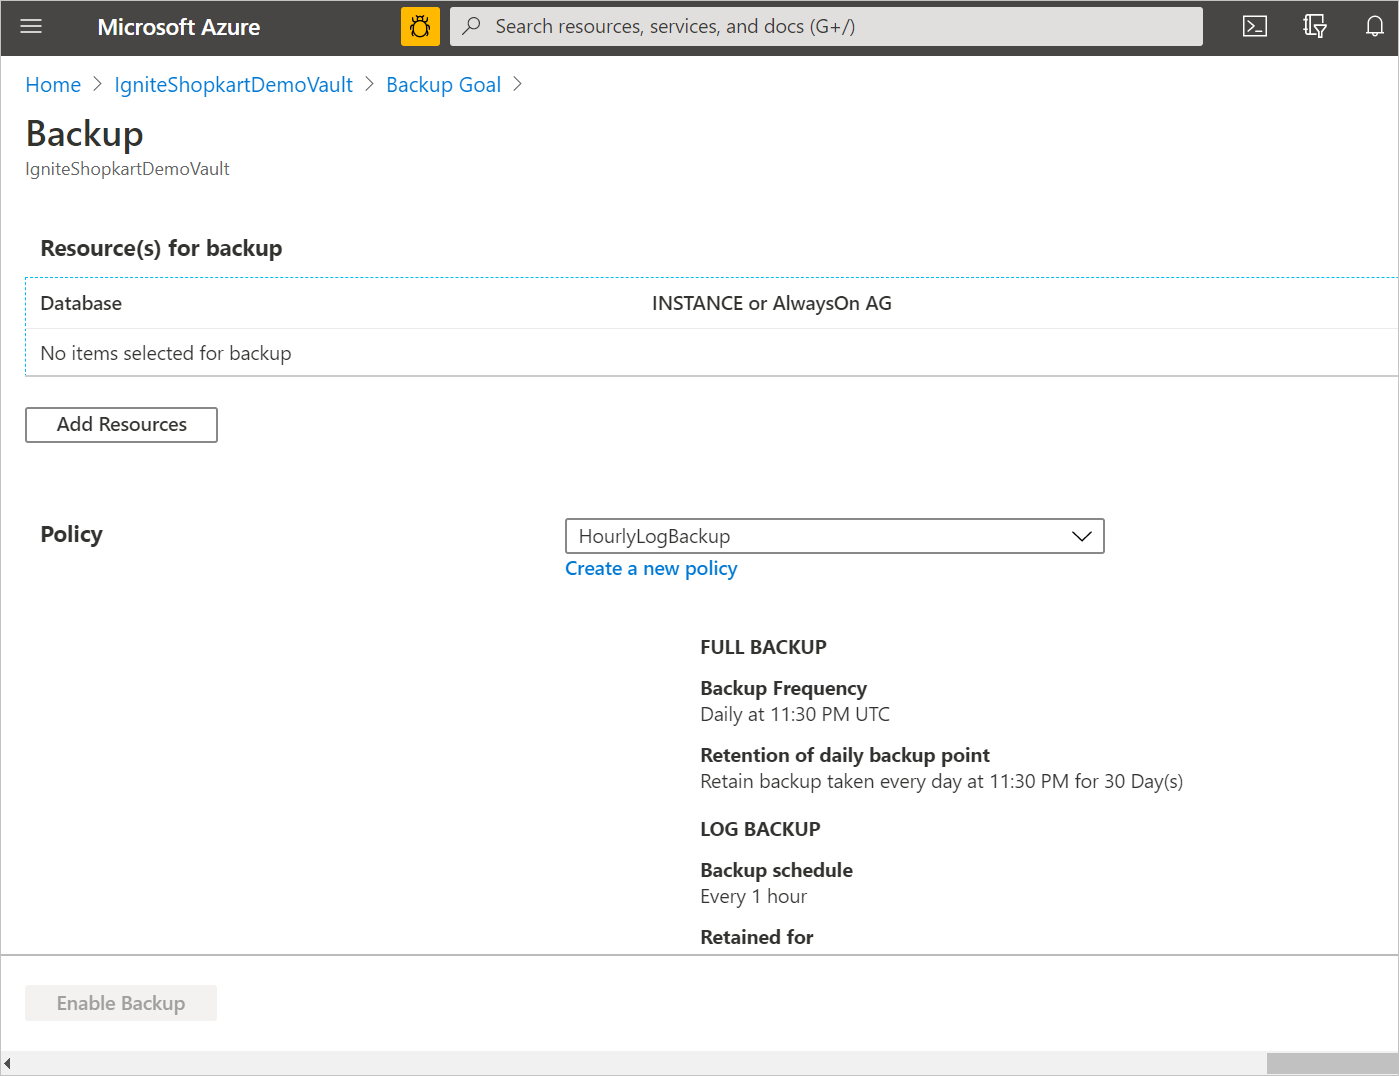 Microsoft Azure
Search resources, services, and docs (G+/)
Home > IgniteShopkartDemoVault > Backup Goal >
Backup
IgniteShopkartDemoVault
Resource(s) for backup
Database INSTANCE or AlwaysOn AG
No items selected for backup
Add Resources
Policy HourlyLogBackup
Create a new policy
FULL BACKUP
Backup Frequency
Daily at 11:30 PM UTC
Retention of daily backup point
Retain backup taken every day at 11:30 PM for 30 Day(s)
LOG BACKUP
Backup schedule
Every 1 hour
Retained for
Enable Backup